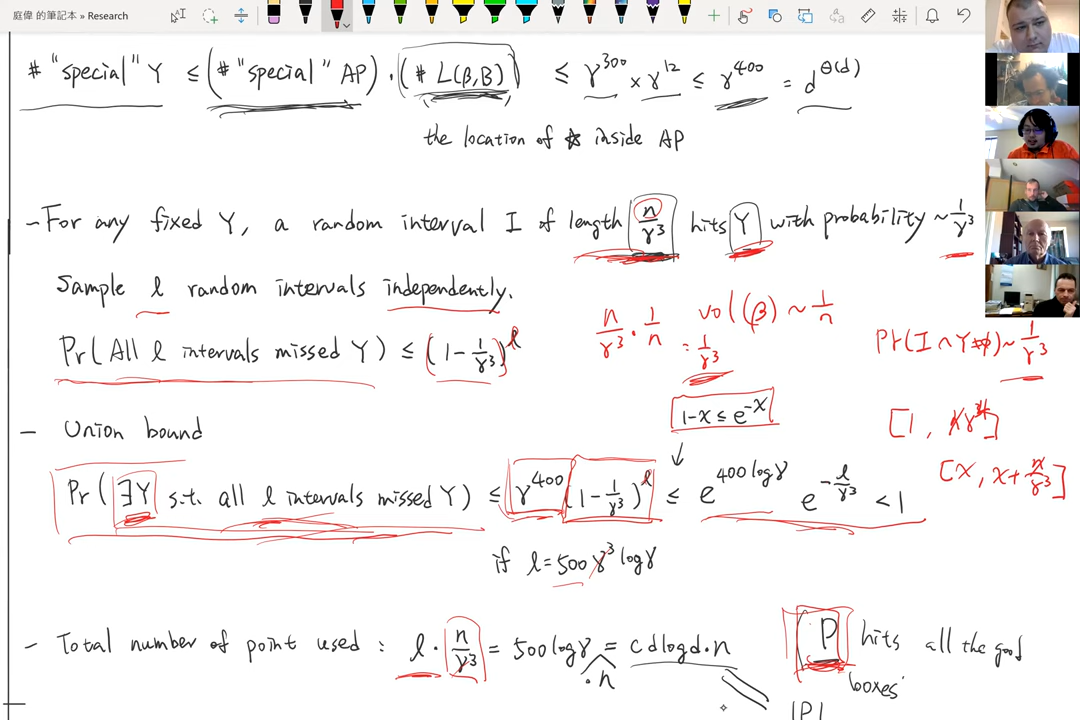 庭偉 的筆記本 » Research
# "special" Y ≤ (# "special" AP) · (# L(β, B)) ≤ γ^300 × γ^12 ≤ γ^400 = d^θ(d)
the location of ☆ inside AP
- For any fixed Y, a random interval I of length n/γ^3 hits Y with probability ~ 1/γ^3
Sample l random intervals independently.
n/γ^3 · 1/n = 1/γ^3
vol(β) ~ 1/n
Pr(All l intervals missed Y) ≤ (1 - 1/γ^3)^l
Pr(I ∩ Y ≠ ϕ) ~ 1/γ^3
1-x ≤ e^-x
- Union bound
[x, x + n/γ^3]
Pr(∃Y s.t. all l intervals missed Y) ≤ γ^400 (1 - 1/γ^3)^l ≤ e^(400 log γ) e^(-l/γ^3) < 1
if l = 500 γ^3 log γ
- Total number of point used : l · n/γ^3 = 500 log γ · n = c d log d · n
P hits all the good boxes
|P|